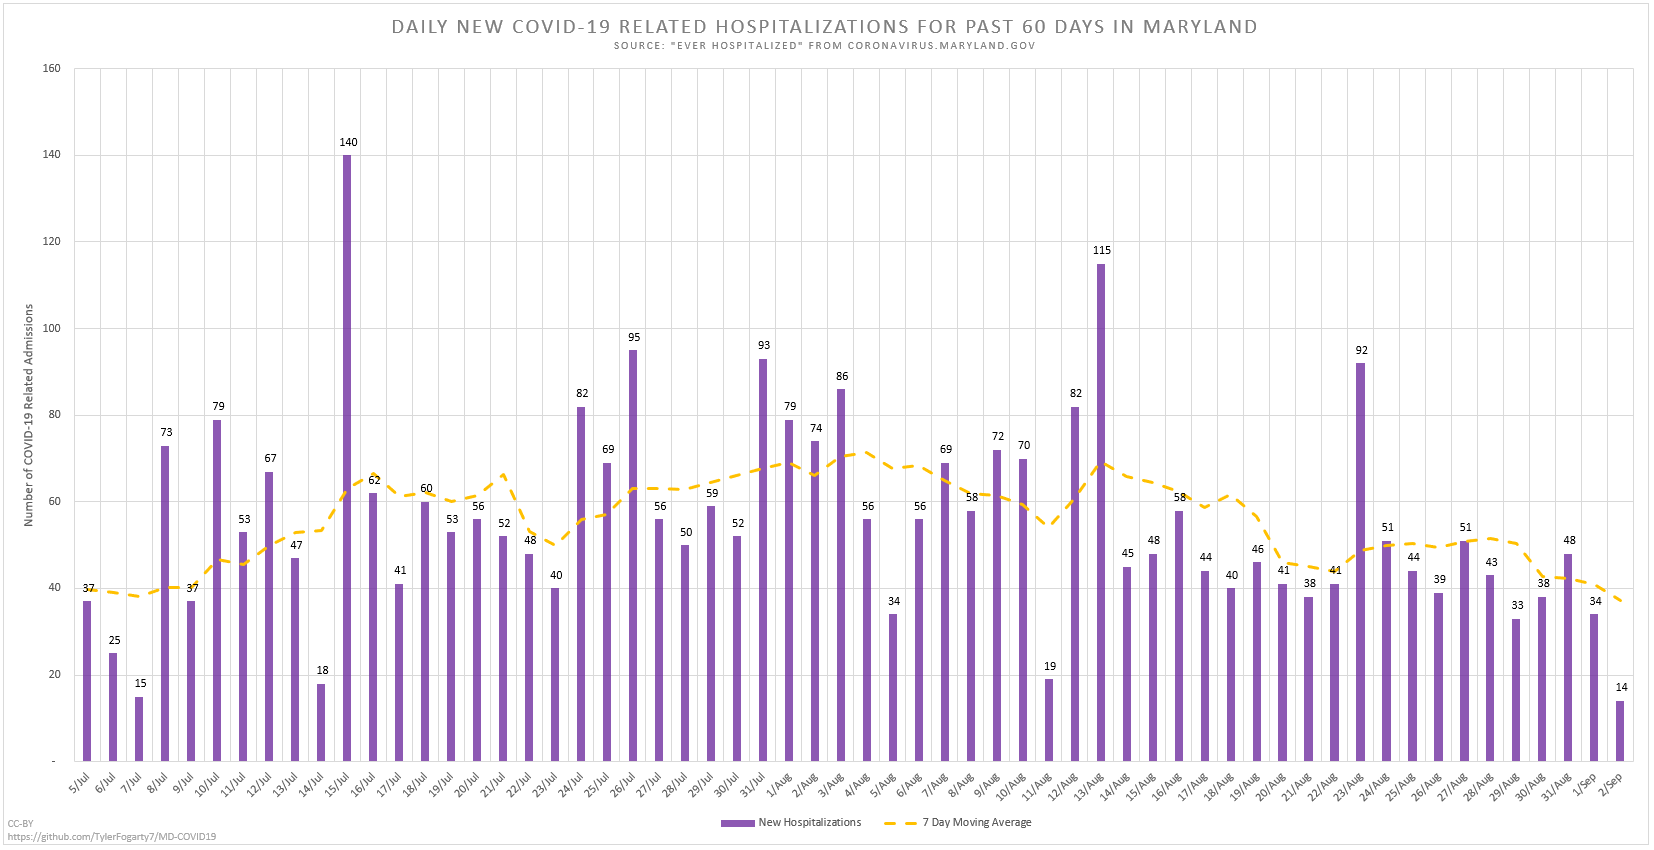 DAILY NEW COVID-19 RELATED HOSPITALIZATIONS FOR PAST 60 DAYS IN MARYLAND
SOURCE: "EVER HOSPITALIZED" FROM CORONAVIRUS.MARYLAND.GOV
Number of COVID-19 Related Admissions
160
140
120
100
80
60
40
20
-
37
25
15
73
37
79
53
67
47
18
140
62
41
60
53
56
52
48
40
82
69
95
56
50
59
52
93
79
74
86
56
34
56
69
58
72
70
19
82
115
45
48
58
44
40
46
41
38
41
92
51
44
39
51
43
33
38
48
34
14
5/Jul
6/Jul
7/Jul
8/Jul
9/Jul
10/Jul
11/Jul
12/Jul
13/Jul
14/Jul
15/Jul
16/Jul
17/Jul
18/Jul
19/Jul
20/Jul
21/Jul
22/Jul
23/Jul
24/Jul
25/Jul
26/Jul
27/Jul
28/Jul
29/Jul
30/Jul
31/Jul
1/Aug
2/Aug
3/Aug
4/Aug
5/Aug
6/Aug
7/Aug
8/Aug
9/Aug
10/Aug
11/Aug
12/Aug
13/Aug
14/Aug
15/Aug
16/Aug
17/Aug
18/Aug
19/Aug
20/Aug
21/Aug
22/Aug
23/Aug
24/Aug
25/Aug
26/Aug
27/Aug
28/Aug
29/Aug
30/Aug
31/Aug
1/Sep
2/Sep
New Hospitalizations
7 Day Moving Average
CC-BY
https://github.com/TylerFogarty7/MD-COVID19